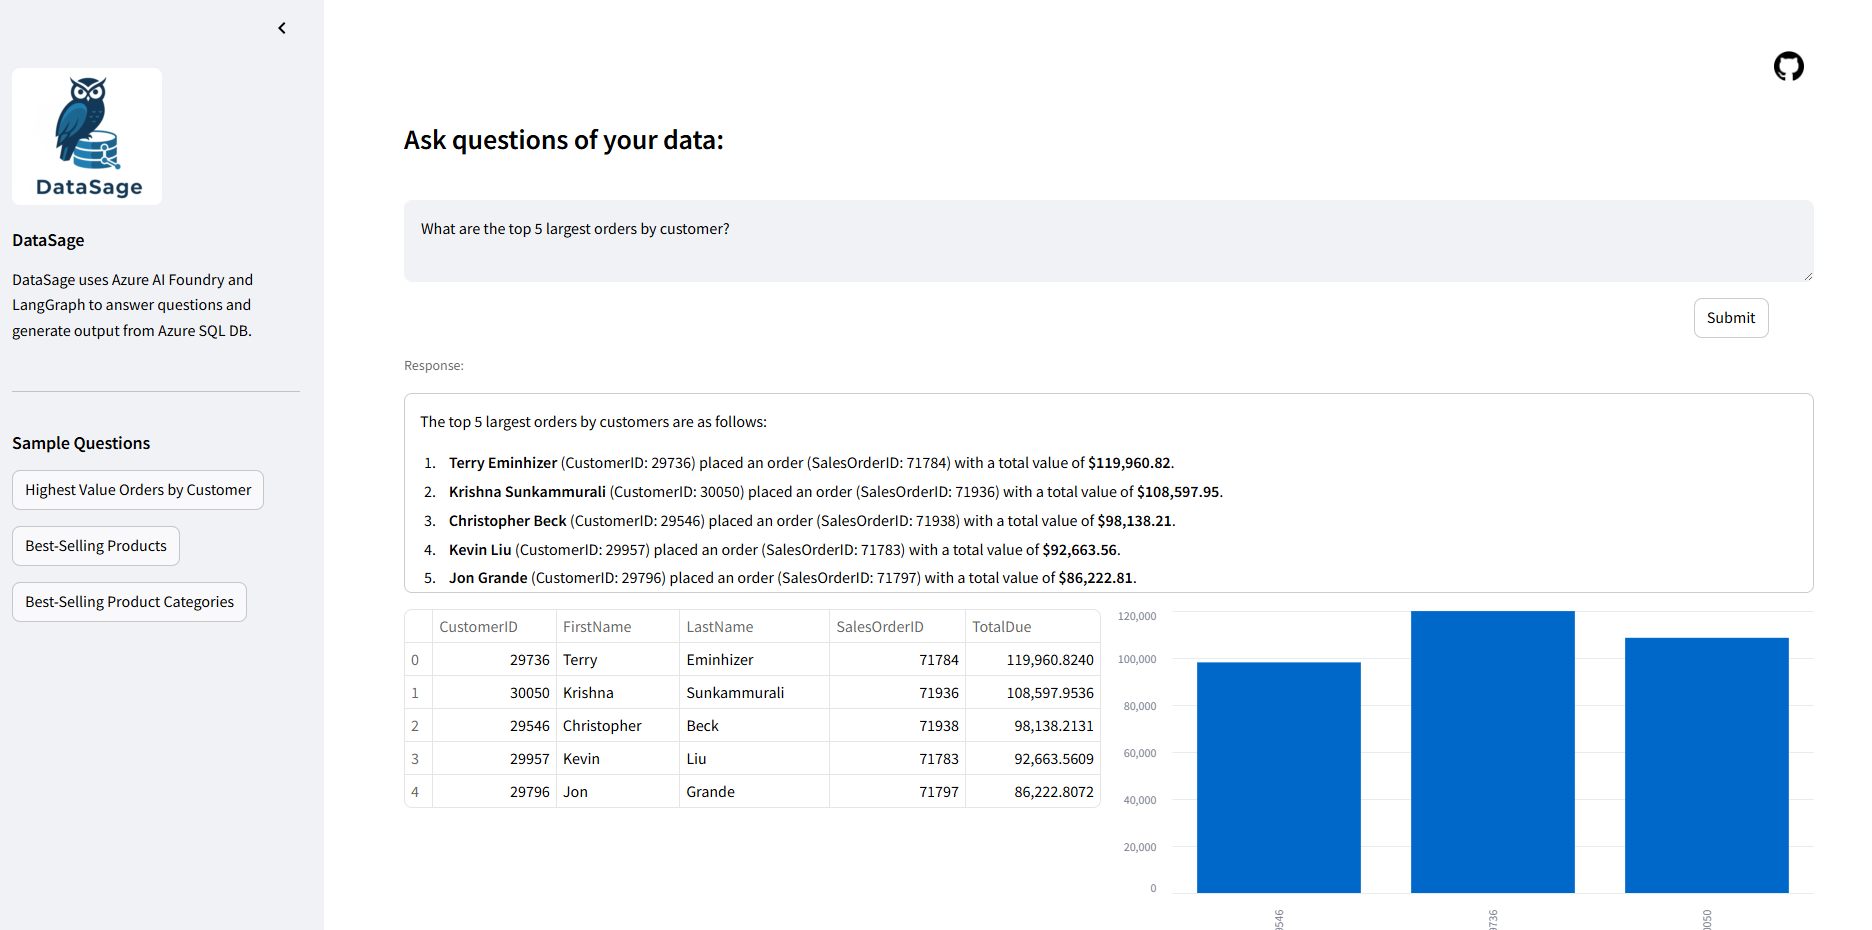 DataSage
DataSage
DataSage uses Azure AI Foundry and
LangGraph to answer questions and
generate output from Azure SQL DB.
Sample Questions
Highest Value Orders by Customer
Best-Selling Products
Best-Selling Product Categories
Ask questions of your data:
What are the top 5 largest orders by customer?
Submit
Response:
The top 5 largest orders by customers are as follows:
1. Terry Eminhizer (CustomerID: 29736) placed an order (SalesOrderID: 71784) with a total value of $119,960.82.
2. Krishna Sunkammurali (CustomerID: 30050) placed an order (SalesOrderID: 71936) with a total value of $108,597.95.
3. Christopher Beck (CustomerID: 29546) placed an order (SalesOrderID: 71938) with a total value of $98,138.21.
4. Kevin Liu (CustomerID: 29957) placed an order (SalesOrderID: 71783) with a total value of $92,663.56.
5. Jon Grande (CustomerID: 29796) placed an order (SalesOrderID: 71797) with a total value of $86,222.81.
CustomerID FirstName LastName SalesOrderID TotalDue
0 29736 Terry Eminhizer 71784 119,960.8240
1 30050 Krishna Sunkammurali 71936 108,597.9536
2 29546 Christopher Beck 71938 98,138.2131
3 29957 Kevin Liu 71783 92,663.5609
4 29796 Jon Grande 71797 86,222.8072
120,000
100,000
80,000
60,000
40,000
20,000
0